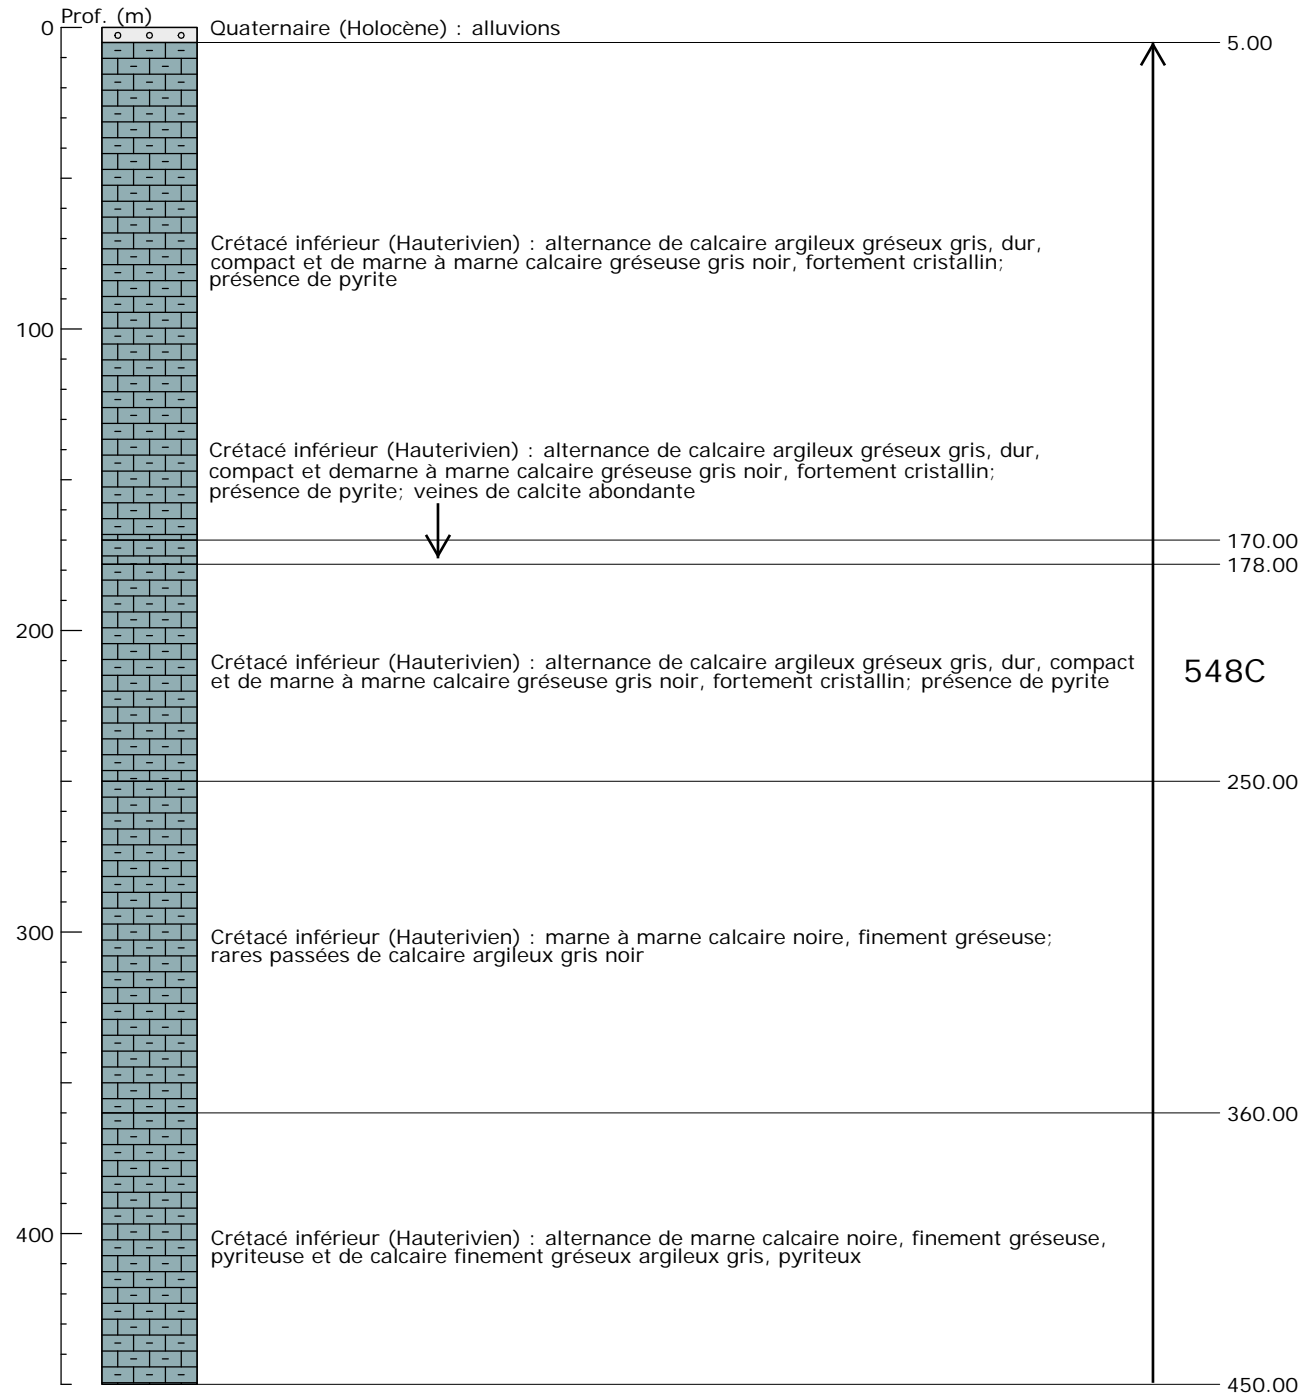 Prof. (m)
0
Quaternaire (Holocène) : alluvions
5.00
Crétacé inférieur (Hauterivien) : alternance de calcaire argileux gréseux gris, dur,
compact et de marne à marne calcaire gréseuse gris noir, fortement cristallin;
présence de pyrite
100
Crétacé inférieur (Hauterivien) : alternance de calcaire argileux gréseux gris, dur,
compact et demarne à marne calcaire gréseuse gris noir, fortement cristallin;
présence de pyrite; veines de calcite abondante
170.00
178.00
200
Crétacé inférieur (Hauterivien) : alternance de calcaire argileux gréseux gris, dur, compact
et de marne à marne calcaire gréseuse gris noir, fortement cristallin; présence de pyrite
548C
250.00
300
Crétacé inférieur (Hauterivien) : marne à marne calcaire noire, finement gréseuse;
rares passées de calcaire argileux gris noir
360.00
400
Crétacé inférieur (Hauterivien) : alternance de marne calcaire noire, finement gréseuse,
pyriteuse et de calcaire finement gréseux argileux gris, pyriteux
450.00